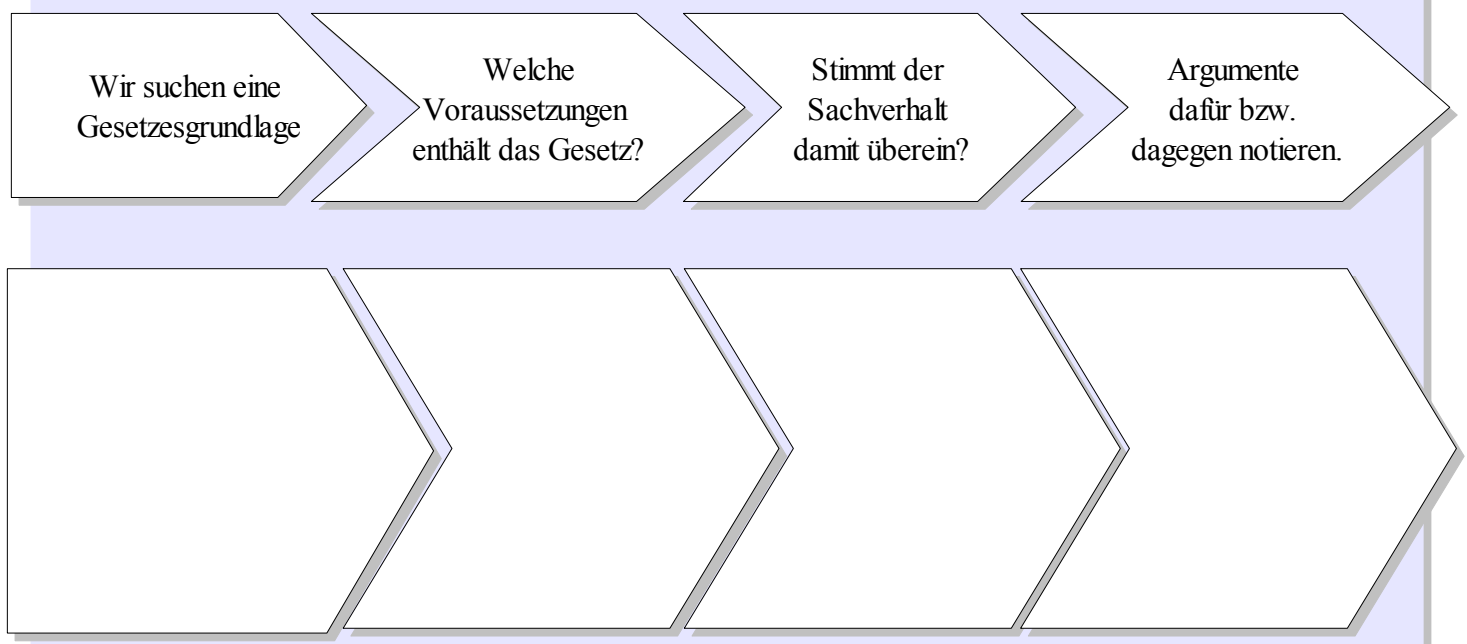 Wir suchen eine
Gesetzesgrundlage
Welche
Voraussetzungen
enthält das Gesetz?
Stimmt der
Sachverhalt
damit überein?
Argumente
dafür bzw.
dagegen notieren.